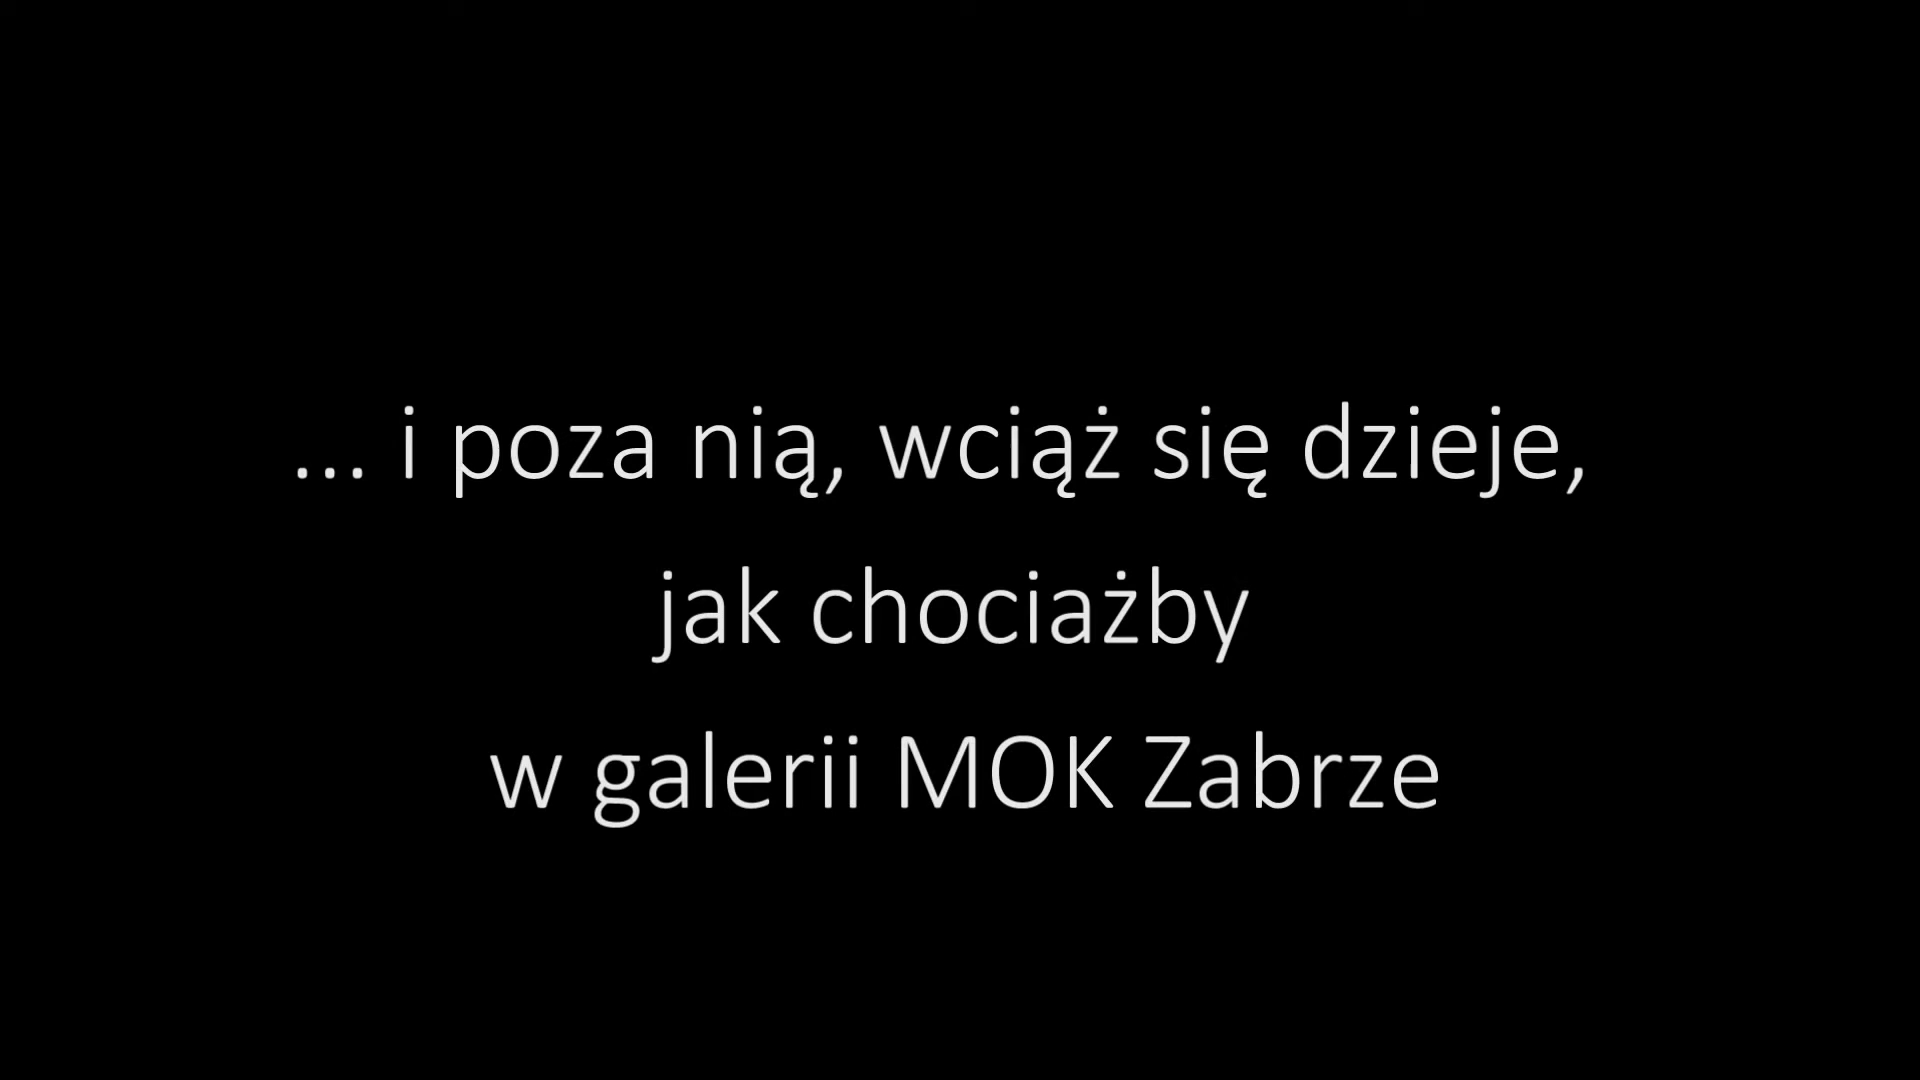 ... i poza nią, wciąż się dzieje,
jak chociażby
w galerii MOK Zabrze